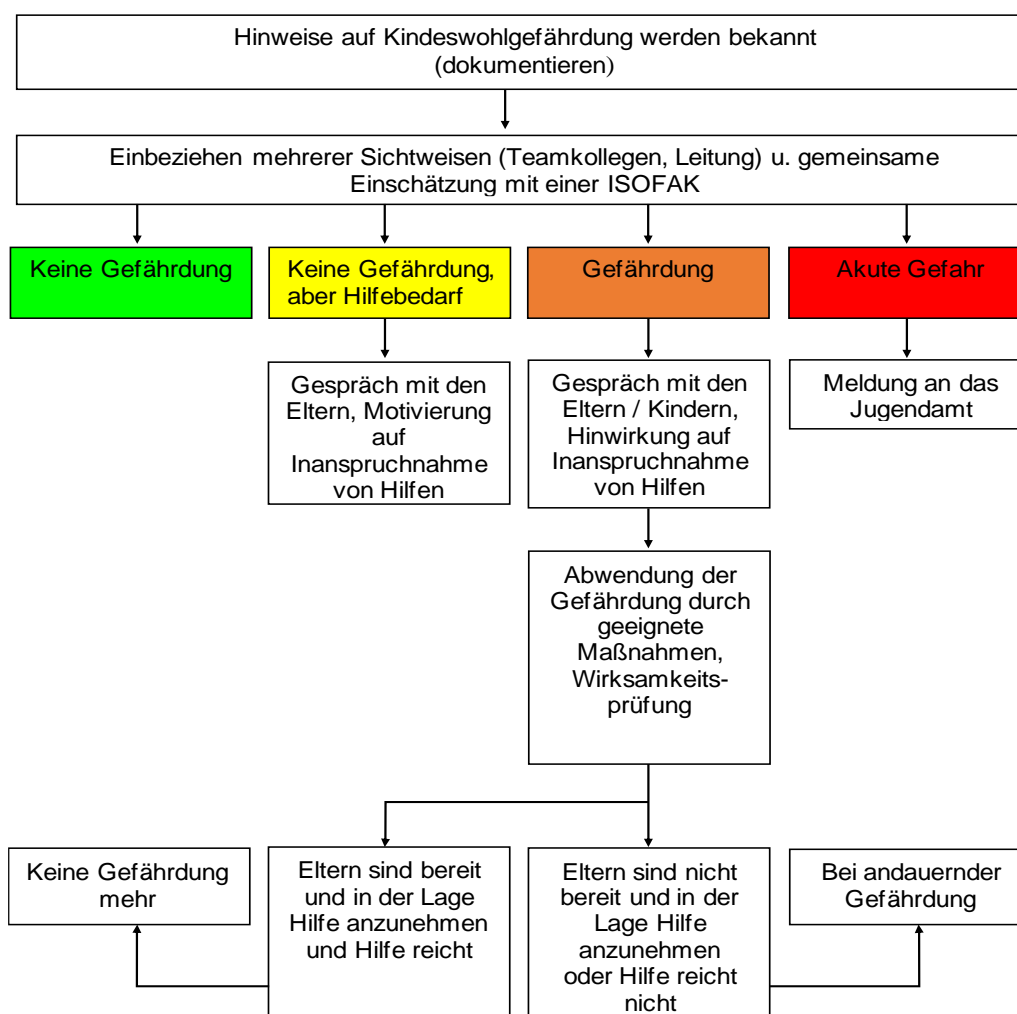 Hinweise auf Kindeswohlgefährdung werden bekannt
(dokumentieren)
Einbeziehen mehrerer Sichtweisen (Teamkollegen, Leitung) u. gemeinsame
Einschätzung mit einer ISOFAK
Keine Gefährdung
Keine Gefährdung,
aber Hilfebedarf
Gefährdung
Akute Gefahr
Gespräch mit den
Eltern, Motivierung
auf
Inanspruchnahme
von Hilfen
Gespräch mit den
Eltern / Kindern,
Hinwirkung auf
Inanspruchnahme
von Hilfen
Meldung an das
Jugendamt
Abwendung der
Gefährdung durch
geeignete
Maßnahmen,
Wirksamkeits-
prüfung
Keine Gefährdung
mehr
Eltern sind bereit
und in der Lage
Hilfe anzunehmen
und Hilfe reicht
Eltern sind nicht
bereit und in der
Lage Hilfe
anzunehmen
oder Hilfe reicht
nicht
Bei andauernder
Gefährdung